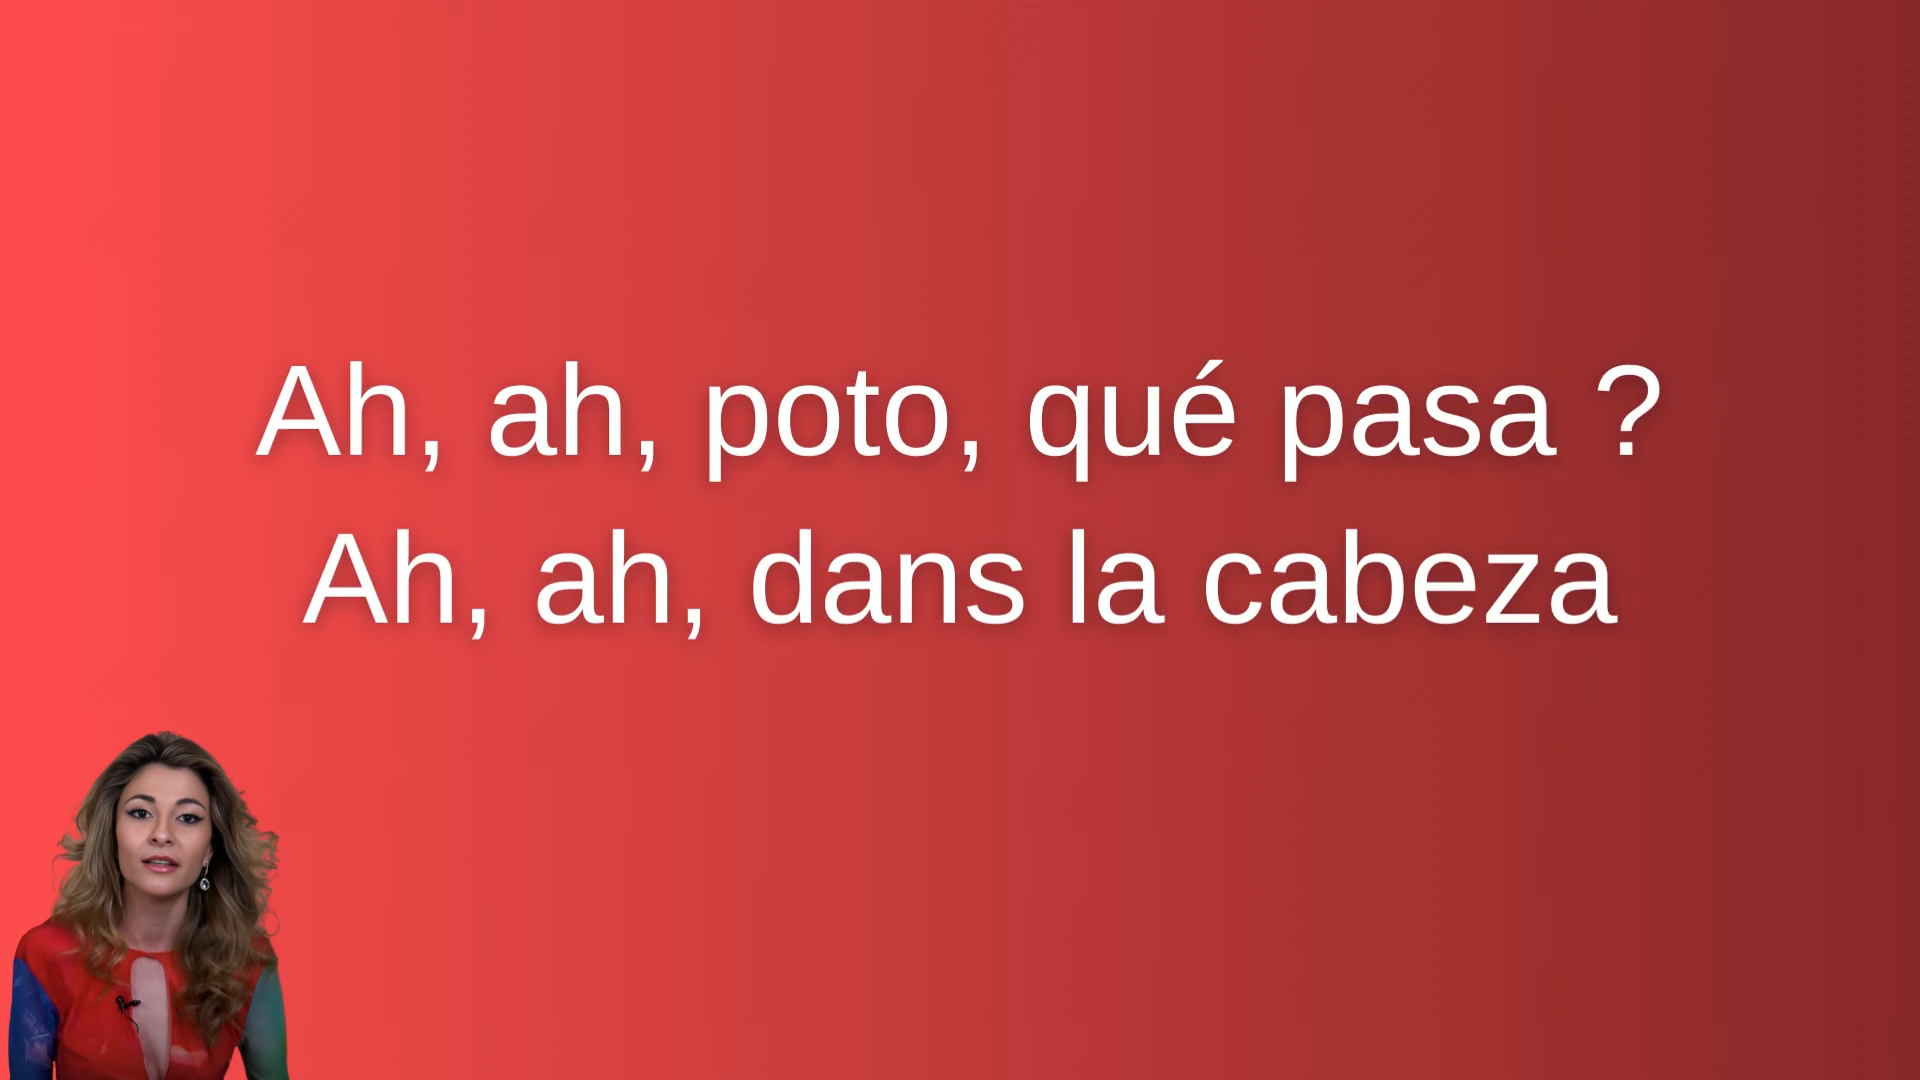 Ah, ah, poto, qué pasa ?
Ah, ah, dans la cabeza